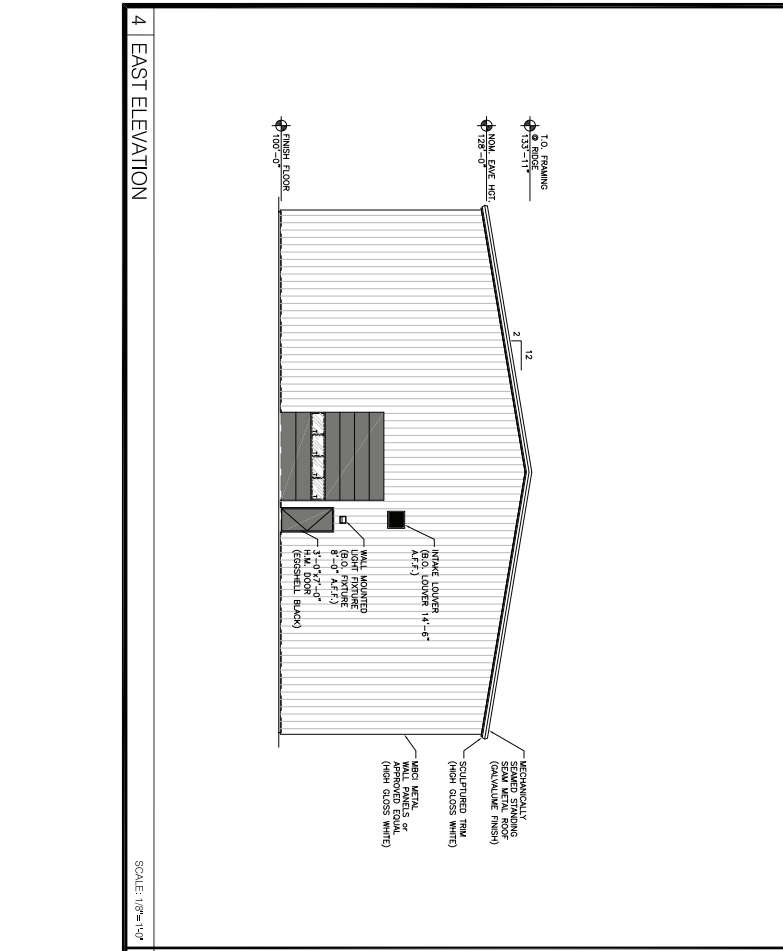 T.O. FRAMING
@ RIDGE
133'-11"
NOM. EAVE HGT.
128'-0"
FINISH FLOOR
100'-0"
12
2
INTAKE LOUVER
(B.O. LOUVER 14'-6"
A.F.F.)
WALL MOUNTED
LIGHT FIXTURE
(B.O. FIXTURE
8'-0" A.F.F.)
3'-0"x7'-0"
H.M. DOOR
(EGGSHELL BLACK)
MECHANICALLY
SEAMED STANDING
SEAM METAL ROOF
(GALVALUME FINISH)
SCULPTURED TRIM
(HIGH GLOSS WHITE)
MBCI METAL
WALL PANELS or
APPROVED EQUAL
(HIGH GLOSS WHITE)
4 EAST ELEVATION
SCALE: 1/8"= 1'-0"